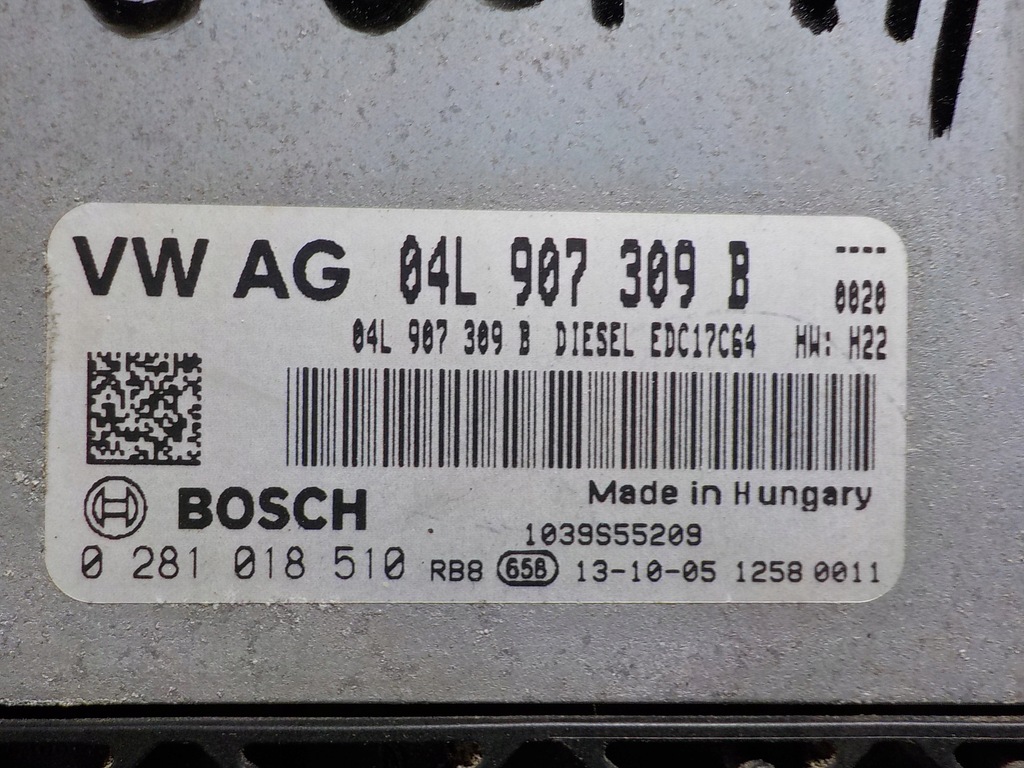 VW AG 04L 907 309 B ----
0020
04L 907 309 B DIESEL EDC17C64 HW: H22
Made in Hungary
BOSCH
1039S55209
0 281 018 510 RB8 658 13-10-05 1258 0011